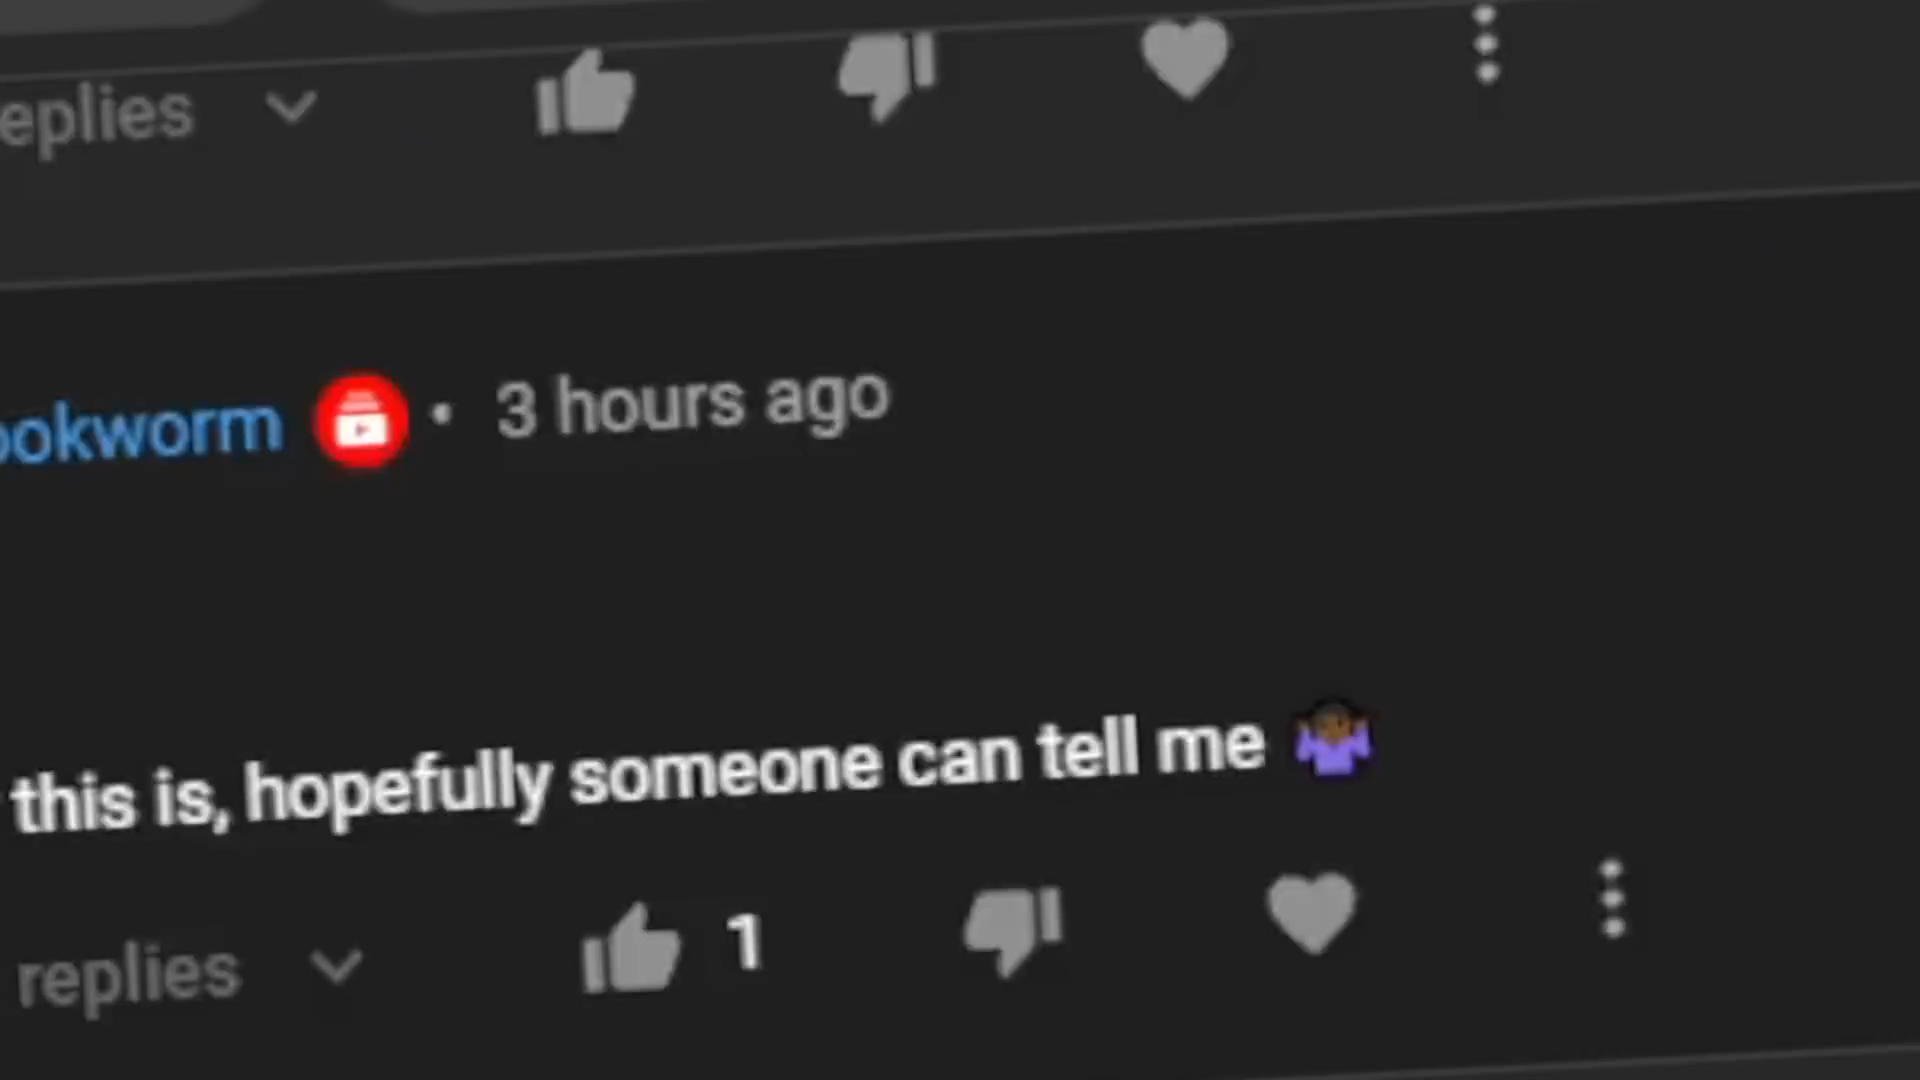 eplies
ookworm • 3 hours ago
this is, hopefully someone can tell me 🤷🏾‍♀️
replies 1